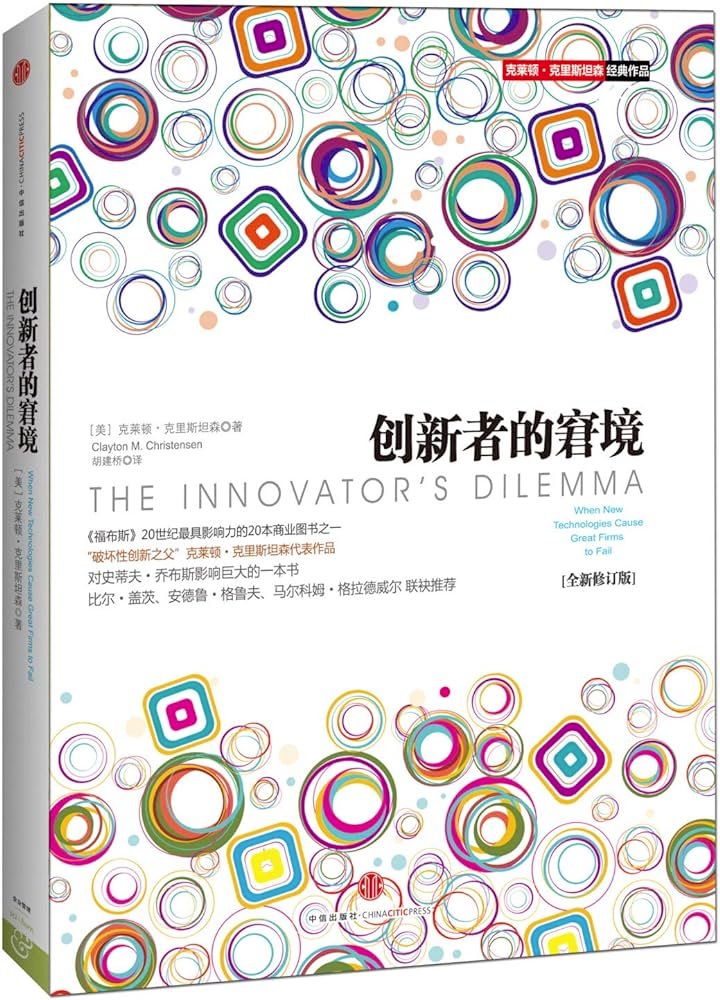 克莱顿·克里斯坦森 经典作品
[美] 克莱顿·克里斯坦森◎著
Clayton M. Christensen
胡建桥◎译
创新者的窘境
THE INNOVATOR'S DILEMMA
When New
Technologies Cause
Great Firms
to Fail
[全新修订版]
《福布斯》20世纪最具影响力的20本商业图书之一
"破坏性创新之父"克莱顿·克里斯坦森代表作品
对史蒂夫·乔布斯影响巨大的一本书
比尔·盖茨、安德鲁·格鲁夫、马尔科姆·格拉德威尔 联袂推荐
中信出版社·CHINACITICPRESS
中信出版社·CHINACITICPRESS
创新者的窘境
THE INNOVATOR'S DILEMMA
When New Technologies Cause Great Firms to Fail
[美] 克莱顿·克里斯坦森◎著